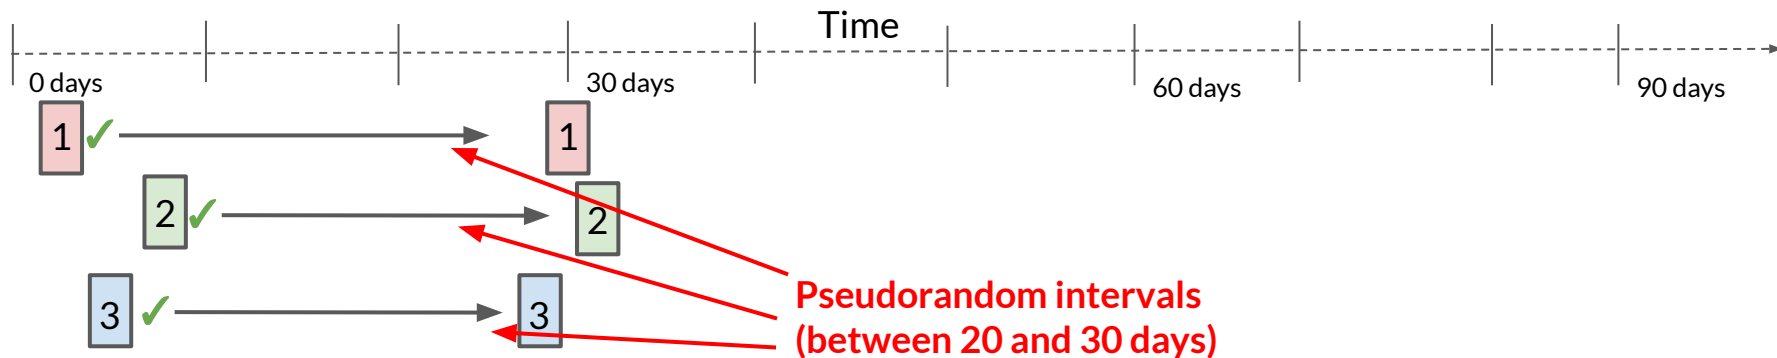 Time
0 days
30 days
60 days
90 days
1
1
2
2
3
3
Pseudorandom intervals
(between 20 and 30 days)